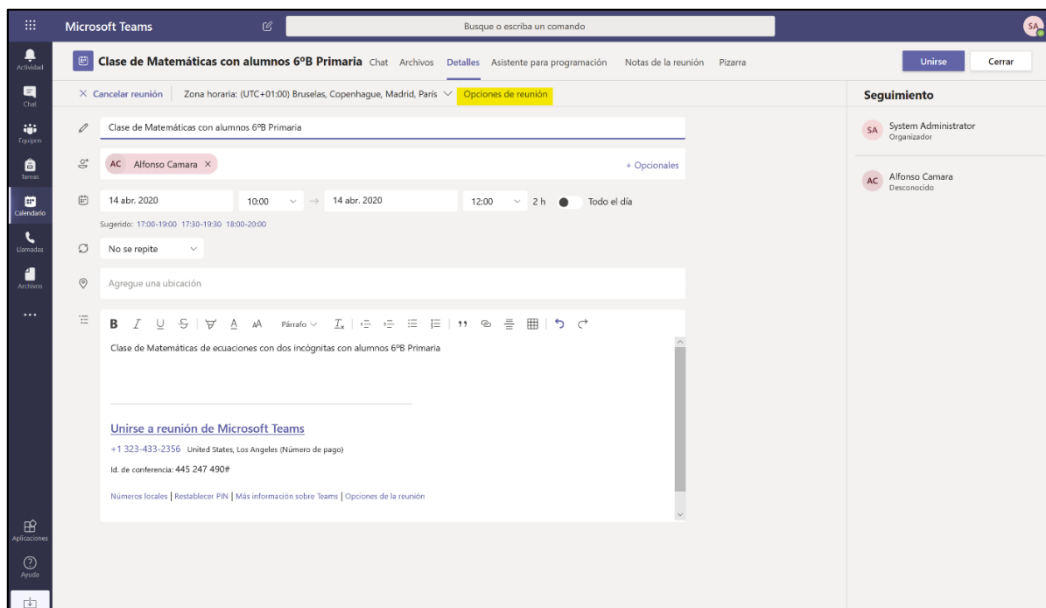 Microsoft Teams
Busque o escriba un comando
SA
Actividad
Chat
Equipos
Tareas
Calendario
Llamadas
Archivos
Aplicaciones
Ayuda
Clase de Matemáticas con alumnos 6ºB Primaria Chat Archivos Detalles Asistente para programación Notas de la reunión Pizarra
Unirse Cerrar
Cancelar reunión Zona horaria: (UTC+01:00) Bruselas, Copenhague, Madrid, París Opciones de reunión
Clase de Matemáticas con alumnos 6ºB Primaria
AC Alfonso Camara × + Opcionales
14 abr. 2020 10:00 → 14 abr. 2020 12:00 2 h Todo el día
Sugerido: 17:00-19:00 17:30-19:30 18:00-20:00
No se repite
Agregue una ubicación
B I U S A AA Párrafo
Clase de Matemáticas de ecuaciones con dos incógnitas con alumnos 6ºB Primaria
Unirse a reunión de Microsoft Teams
+1 323-433-2356 United States, Los Angeles (Número de pago)
Id. de conferencia: 445 247 490#
Números locales | Restablecer PIN | Más información sobre Teams | Opciones de la reunión
Seguimiento
SA System Administrator
Organizador
AC Alfonso Camara
Desconocido